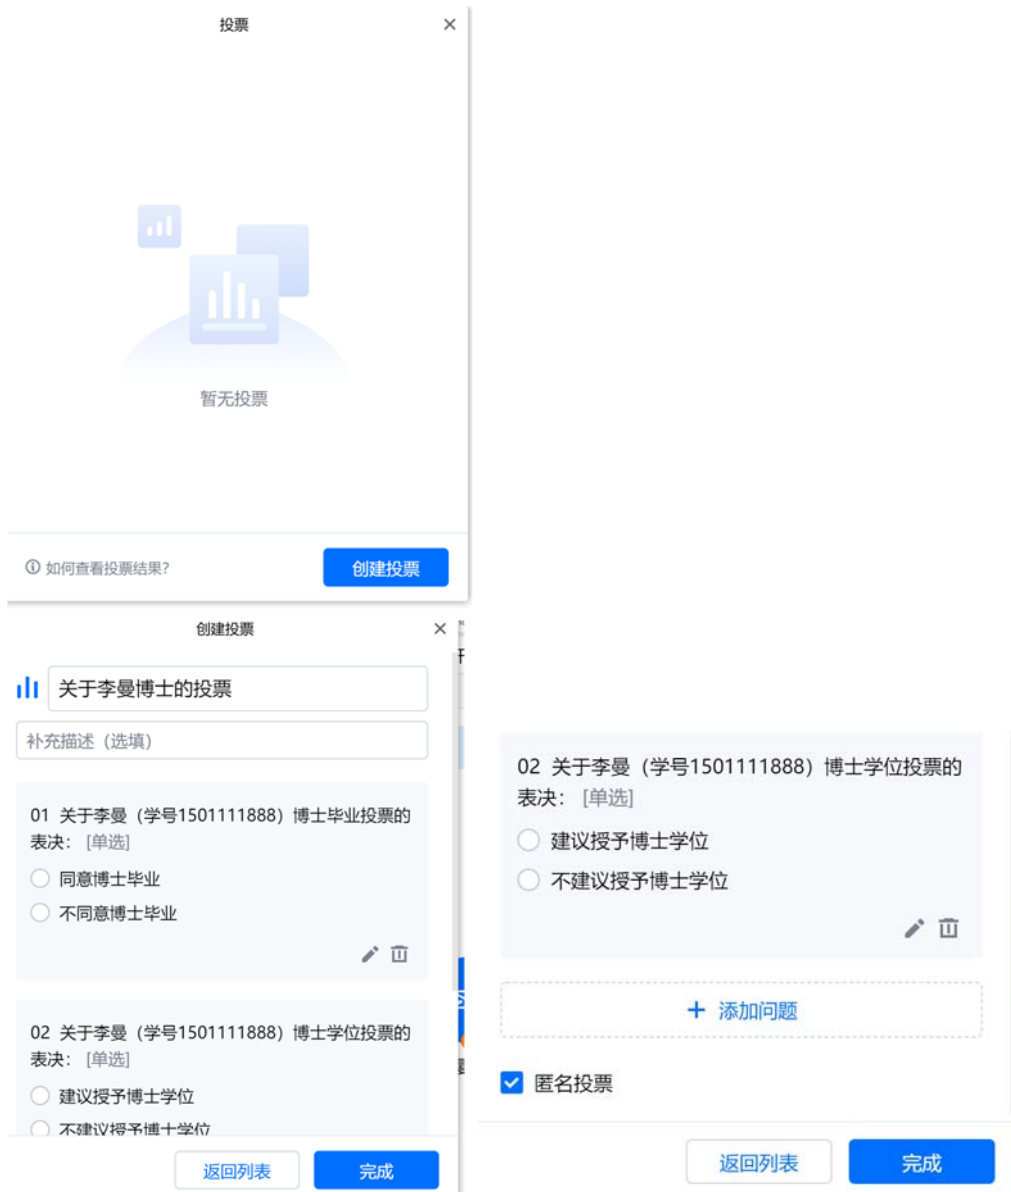 投票
暂无投票
如何查看投票结果?
创建投票
创建投票
关于李曼博士的投票
补充描述（选填）
01 关于李曼（学号1501111888）博士毕业投票的
表决： [单选]
同意博士毕业
不同意博士毕业
02 关于李曼（学号1501111888）博士学位投票的
表决： [单选]
建议授予博士学位
不建议授予博士学位
返回列表
完成
02 关于李曼（学号1501111888）博士学位投票的
表决： [单选]
建议授予博士学位
不建议授予博士学位
添加问题
匿名投票
返回列表
完成